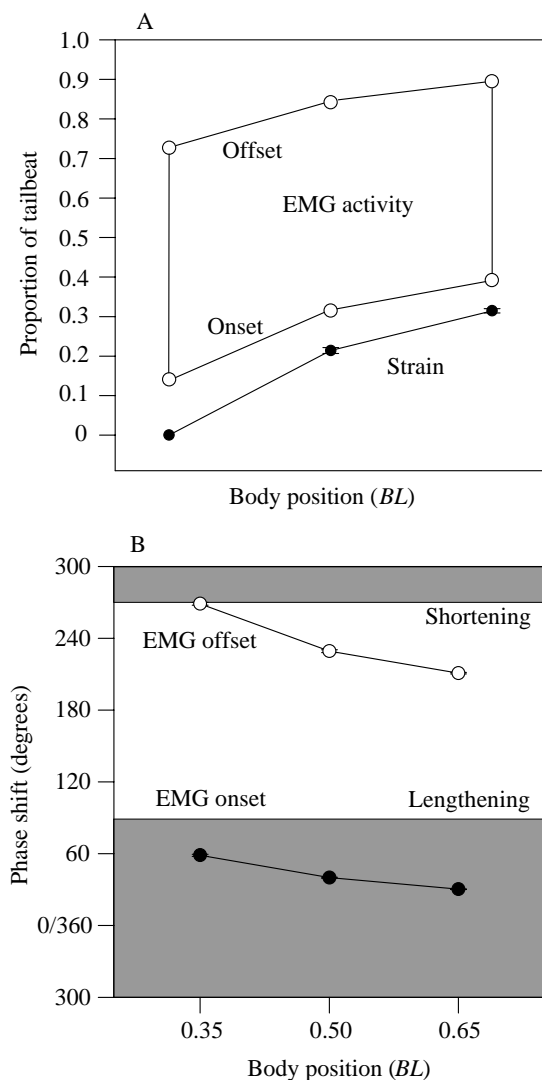 A
1.0
0.9
0.8
0.7
0.6
0.5
0.4
0.3
0.2
0.1
0
Proportion of tailbeat
Offset
EMG activity
Onset
Strain
Body position (BL)
B
300
240
180
120
60
0/360
300
Phase shift (degrees)
Shortening
EMG offset
EMG onset
Lengthening
0.35
0.50
0.65
Body position (BL)